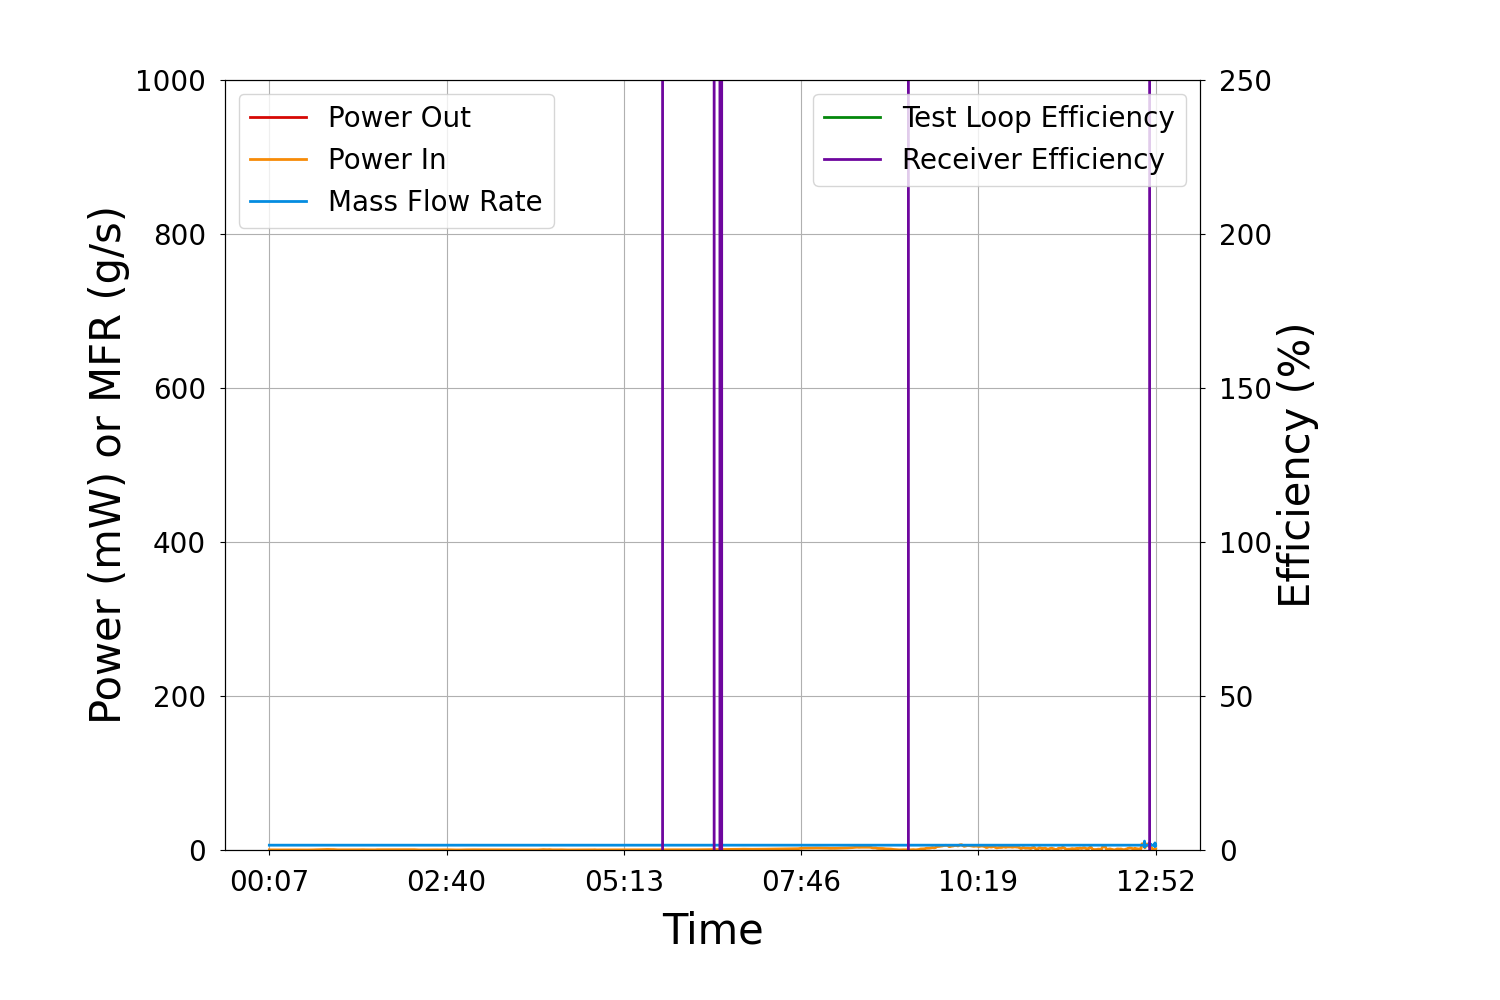 1000
800
600
400
200
0
Power (mW) or MFR (g/s)
Power Out
Power In
Mass Flow Rate
Test Loop Efficiency
Receiver Efficiency
250
200
150
100
50
0
Efficiency (%)
00:07 02:40 05:13 07:46 10:19 12:52
Time